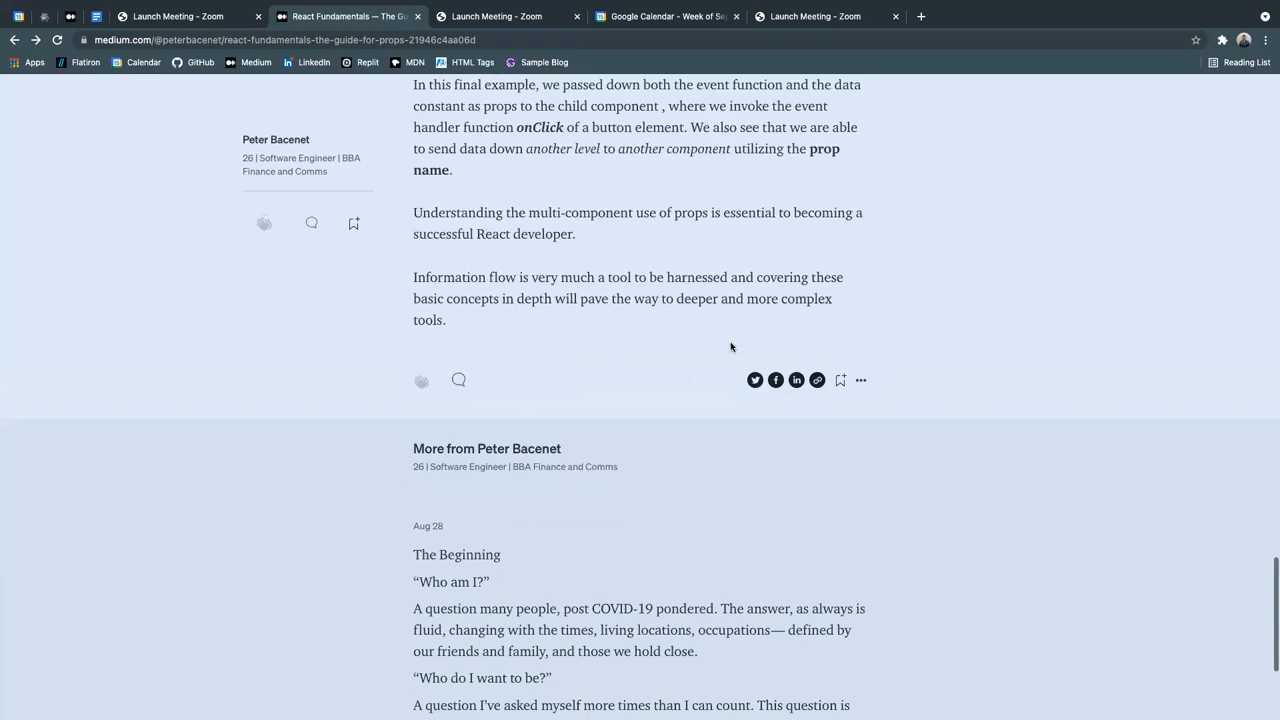 Launch Meeting - Zoom
React Fundamentals — The Gu
Launch Meeting - Zoom
Google Calendar - Week of Se
Launch Meeting - Zoom
medium.com/@peterbacenet/react-fundamentals-the-guide-for-props-21946c4aa06d
Apps
Flatiron
Calendar
GitHub
Medium
LinkedIn
Replit
MDN
HTML Tags
Sample Blog
Reading List
Peter Bacenet
26 | Software Engineer | BBA
Finance and Comms
In this final example, we passed down both the event function and the data
constant as props to the child component , where we invoke the event
handler function onClick of a button element. We also see that we are able
to send data down another level to another component utilizing the prop
name.
Understanding the multi-component use of props is essential to becoming a
successful React developer.
Information flow is very much a tool to be harnessed and covering these
basic concepts in depth will pave the way to deeper and more complex
tools.
More from Peter Bacenet
26 | Software Engineer | BBA Finance and Comms
Aug 28
The Beginning
“Who am I?”
A question many people, post COVID-19 pondered. The answer, as always is
fluid, changing with the times, living locations, occupations— defined by
our friends and family, and those we hold close.
“Who do I want to be?”
A question I’ve asked myself more times than I can count. This question is